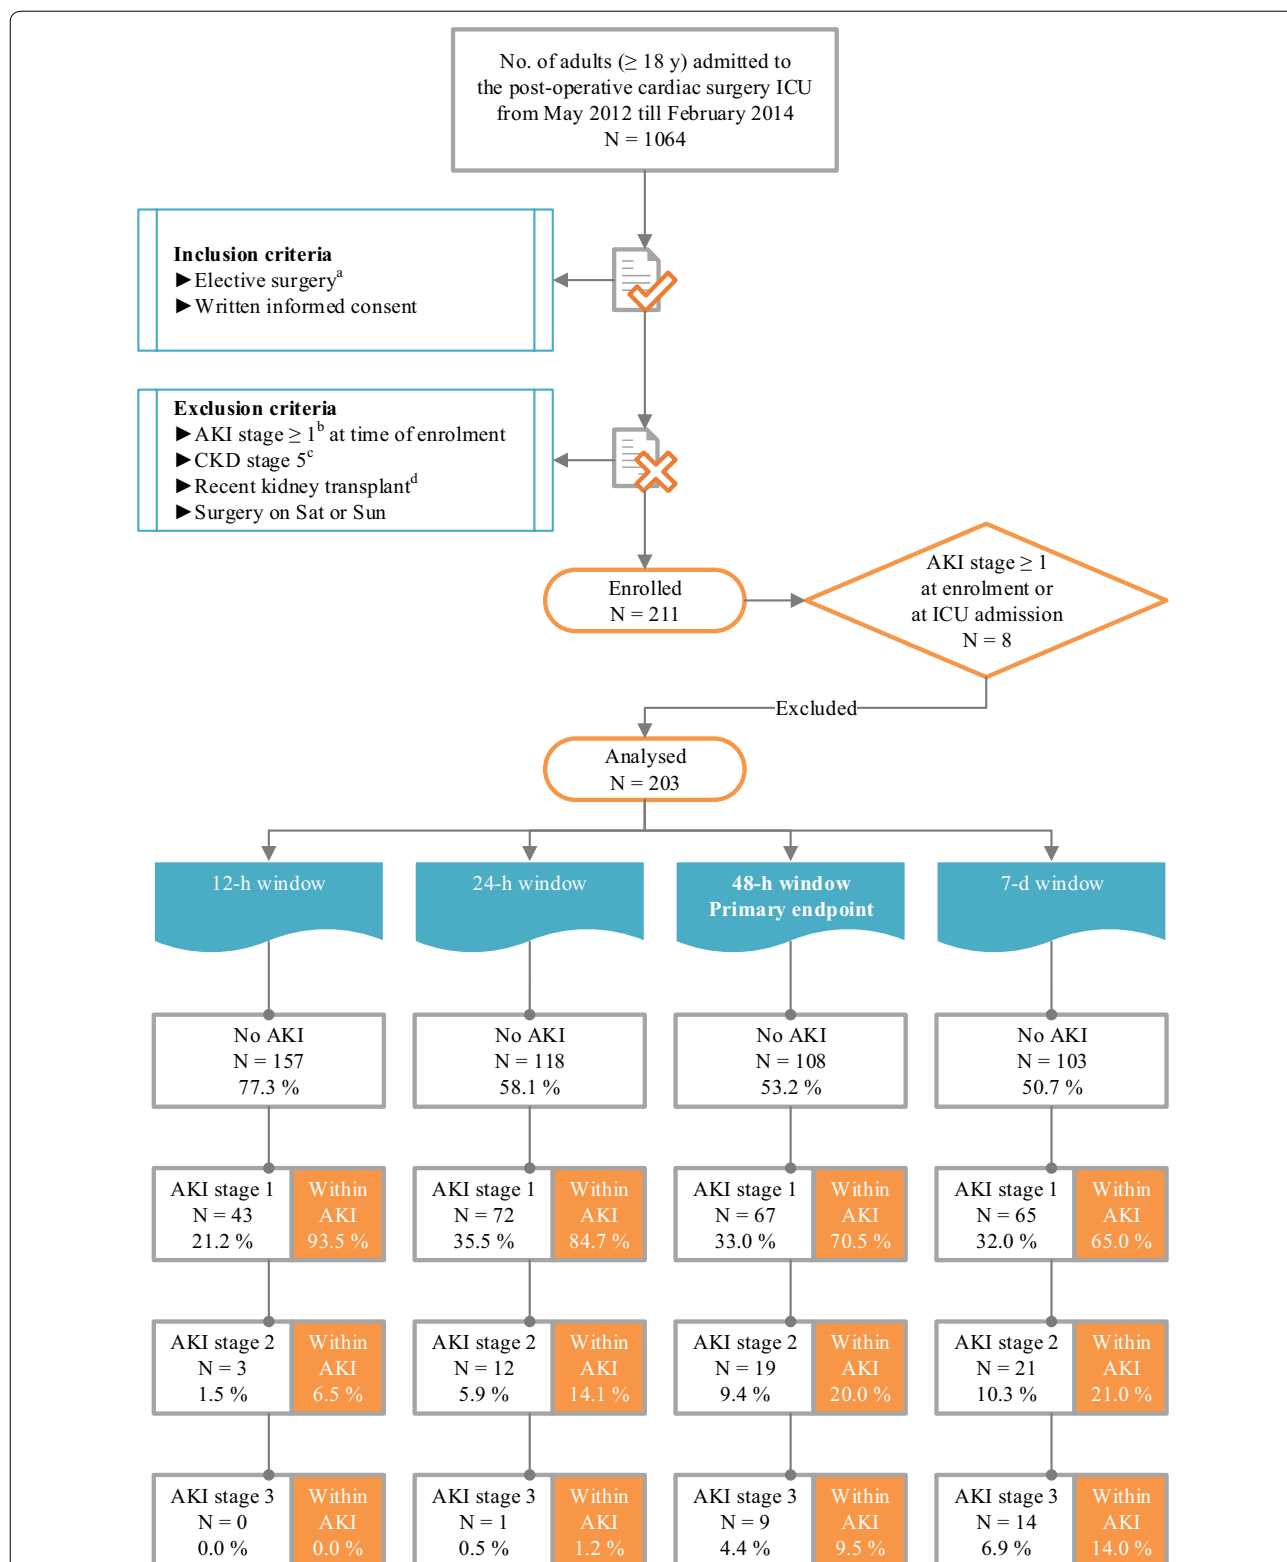 No. of adults (≥ 18 y) admitted to
the post-operative cardiac surgery ICU
from May 2012 till February 2014
N = 1064
Inclusion criteria
►Elective surgeryᵃ
►Written informed consent
Exclusion criteria
►AKI stage ≥ 1ᵇ at time of enrolment
►CKD stage 5ᶜ
►Recent kidney transplantᵈ
►Surgery on Sat or Sun
Enrolled
N = 211
AKI stage ≥ 1
at enrolment or
at ICU admission
N = 8
Excluded
Analysed
N = 203
12-h window
24-h window
48-h window
Primary endpoint
7-d window
No AKI
N = 157
77.3 %
No AKI
N = 118
58.1 %
No AKI
N = 108
53.2 %
No AKI
N = 103
50.7 %
AKI stage 1
N = 43
21.2 %
Within
AKI
93.5 %
AKI stage 1
N = 72
35.5 %
Within
AKI
84.7 %
AKI stage 1
N = 67
33.0 %
Within
AKI
70.5 %
AKI stage 1
N = 65
32.0 %
Within
AKI
65.0 %
AKI stage 2
N = 3
1.5 %
Within
AKI
6.5 %
AKI stage 2
N = 12
5.9 %
Within
AKI
14.1 %
AKI stage 2
N = 19
9.4 %
Within
AKI
20.0 %
AKI stage 2
N = 21
10.3 %
Within
AKI
21.0 %
AKI stage 3
N = 0
0.0 %
Within
AKI
0.0 %
AKI stage 3
N = 1
0.5 %
Within
AKI
1.2 %
AKI stage 3
N = 9
4.4 %
Within
AKI
9.5 %
AKI stage 3
N = 14
6.9 %
Within
AKI
14.0 %